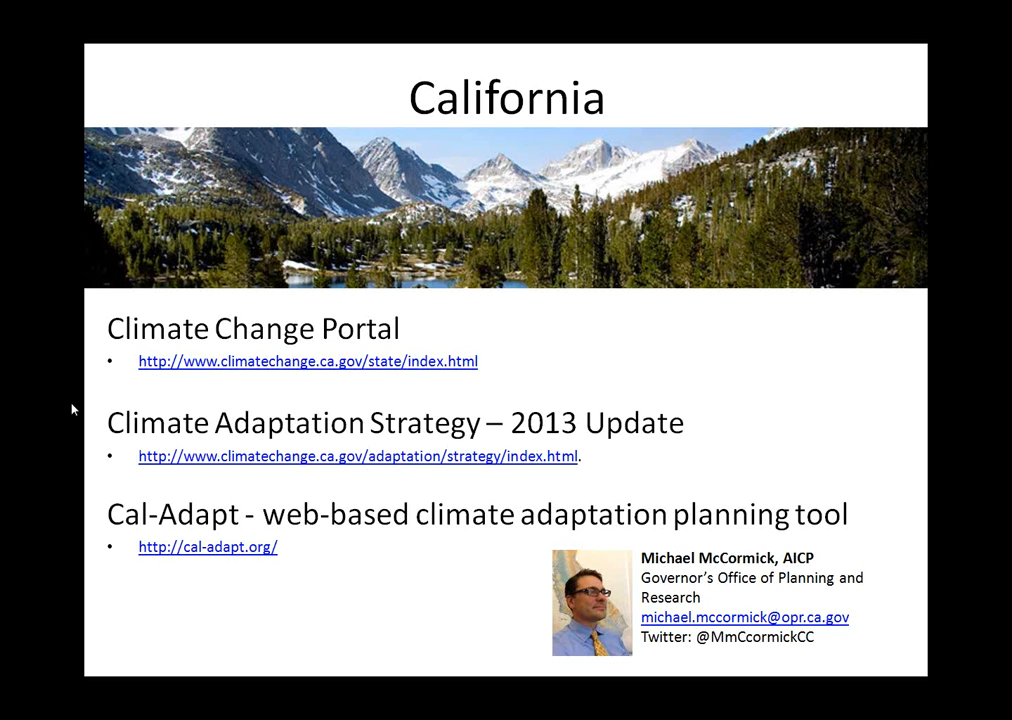 California
Climate Change Portal
• http://www.climatechange.ca.gov/state/index.html
Climate Adaptation Strategy – 2013 Update
• http://www.climatechange.ca.gov/adaptation/strategy/index.html.
Cal-Adapt - web-based climate adaptation planning tool
• http://cal-adapt.org/
Michael McCormick, AICP
Governor's Office of Planning and
Research
michael.mccormick@opr.ca.gov
Twitter: @MmCcormickCC